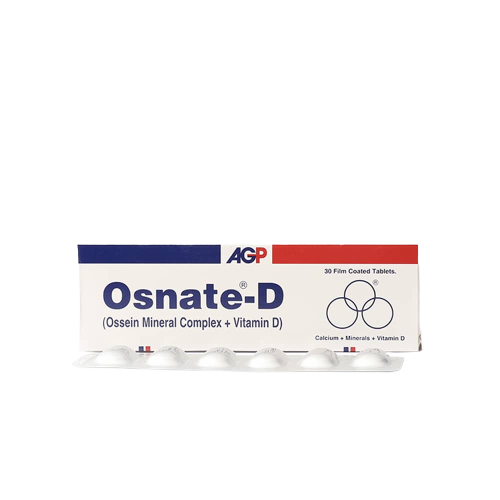 AGP
30 Film Coated Tablets.
Osnate®-D
(Ossein Mineral Complex + Vitamin D)
®
Calcium + Minerals + Vitamin D